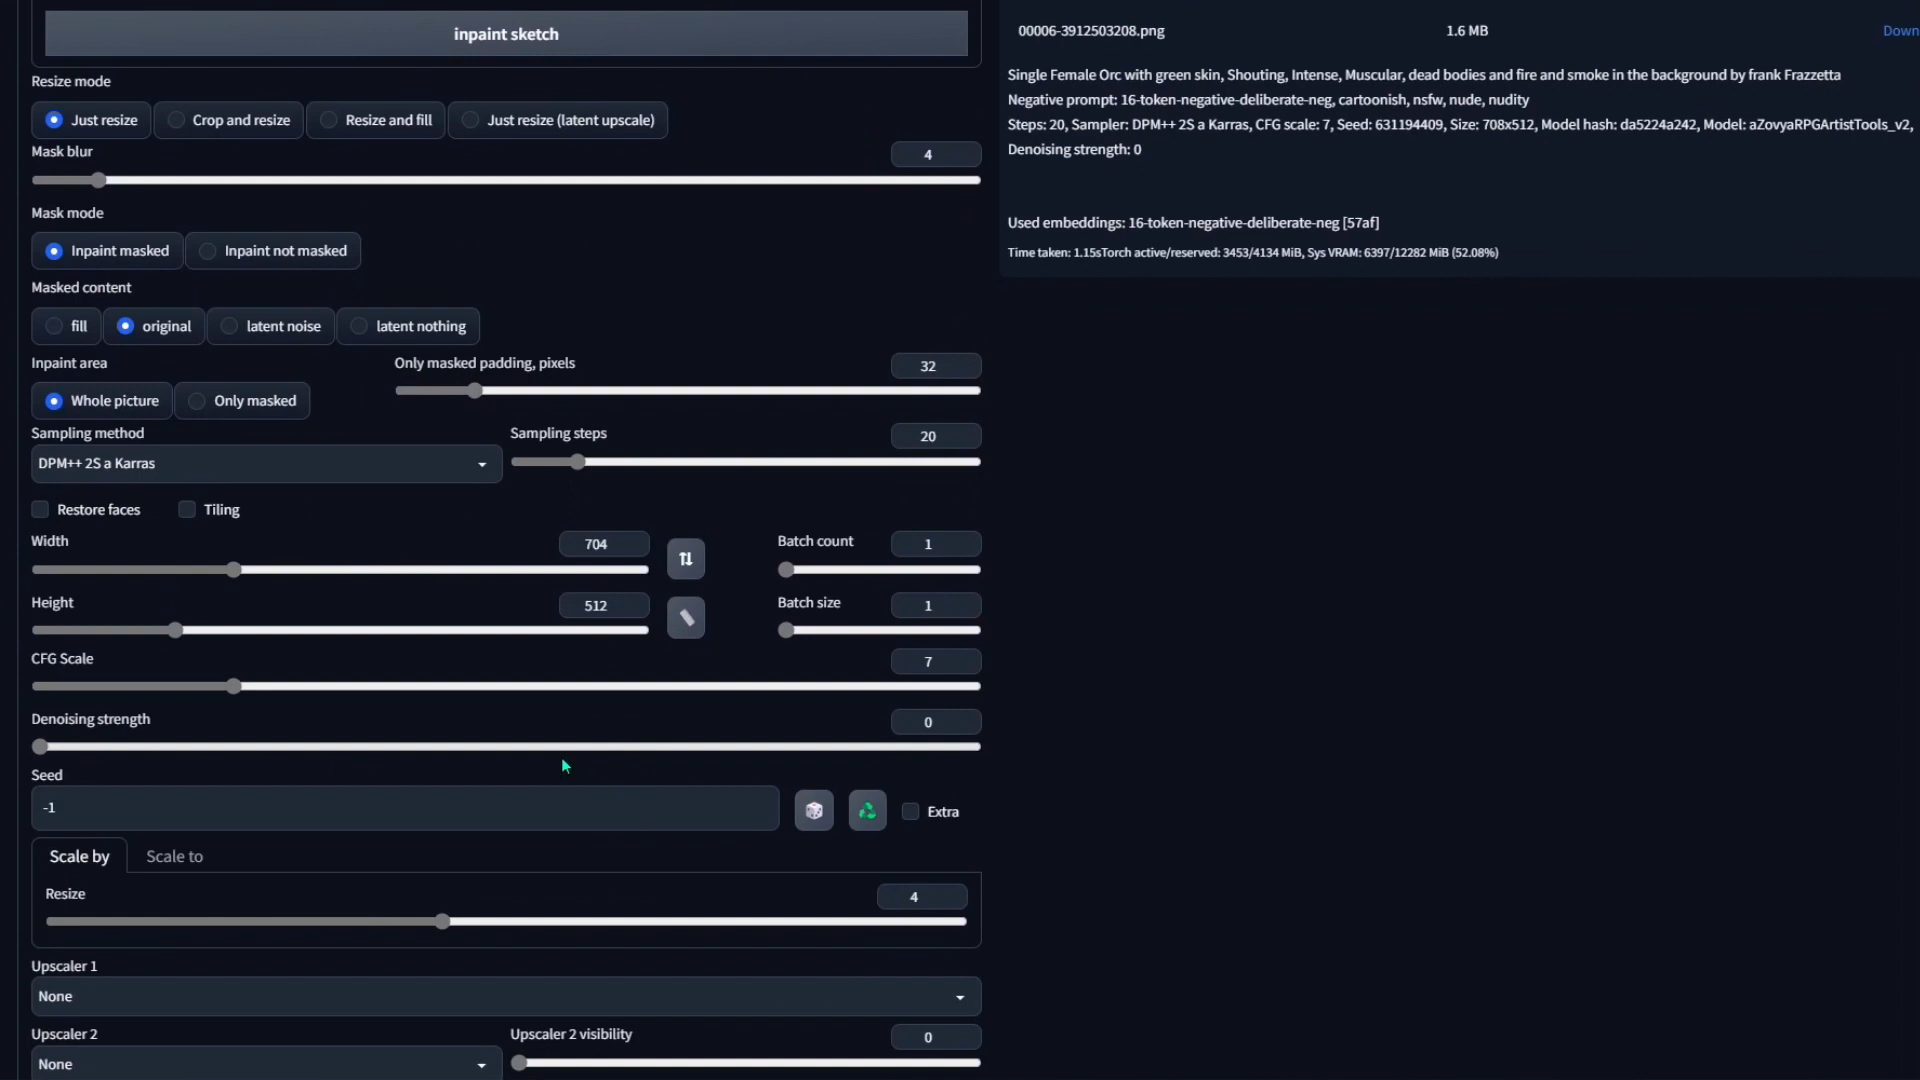 inpaint sketch
00006-3912503208.png 1.6 MB Down
Single Female Orc with green skin, Shouting, Intense, Muscular, dead bodies and fire and smoke in the background by frank Frazzetta
Negative prompt: 16-token-negative-deliberate-neg, cartoonish, nsfw, nude, nudity
Steps: 20, Sampler: DPM++ 2S a Karras, CFG scale: 7, Seed: 631194409, Size: 708x512, Model hash: da5224a242, Model: aZovyaRPGArtistTools_v2,
Denoising strength: 0
Used embeddings: 16-token-negative-deliberate-neg [57af]
Time taken: 1.15sTorch active/reserved: 3453/4134 MiB, Sys VRAM: 6397/12282 MiB (52.08%)
Resize mode
Just resize Crop and resize Resize and fill Just resize (latent upscale)
Mask blur 4
Mask mode
Inpaint masked Inpaint not masked
Masked content
fill original latent noise latent nothing
Inpaint area Only masked padding, pixels 32
Whole picture Only masked
Sampling method Sampling steps 20
DPM++ 2S a Karras
Restore faces Tiling
Width 704 Batch count 1
Height 512 Batch size 1
CFG Scale 7
Denoising strength 0
Seed
-1 Extra
Scale by Scale to
Resize 4
Upscaler 1
None
Upscaler 2 Upscaler 2 visibility 0
None